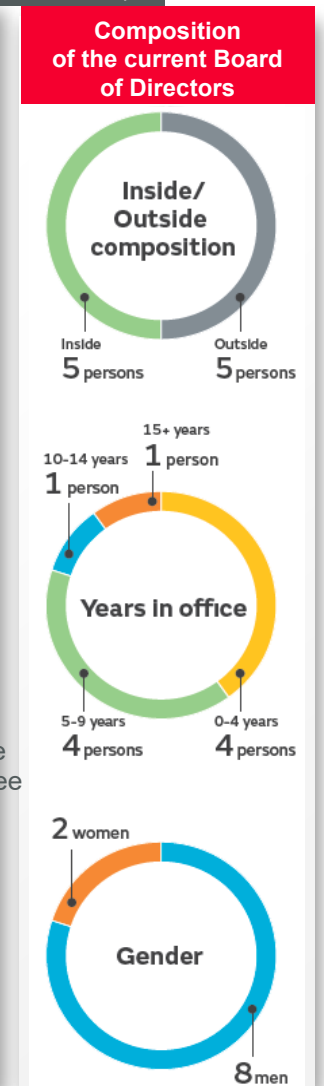 Composition
of the current Board
of Directors
Inside/
Outside
composition
Inside
5 persons
Outside
5 persons
15+ years
1 person
10-14 years
1 person
Years in office
5-9 years
4 persons
0-4 years
4 persons
e
ee
2 women
Gender
8 men